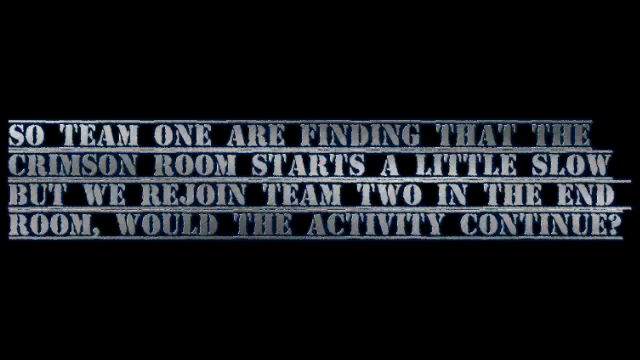 SO TEAM ONE ARE FINDING THAT THE
CRIMSON ROOM STARTS A LITTLE SLOW
BUT WE REJOIN TEAM TWO IN THE END
ROOM, WOULD THE ACTIVITY CONTINUE?